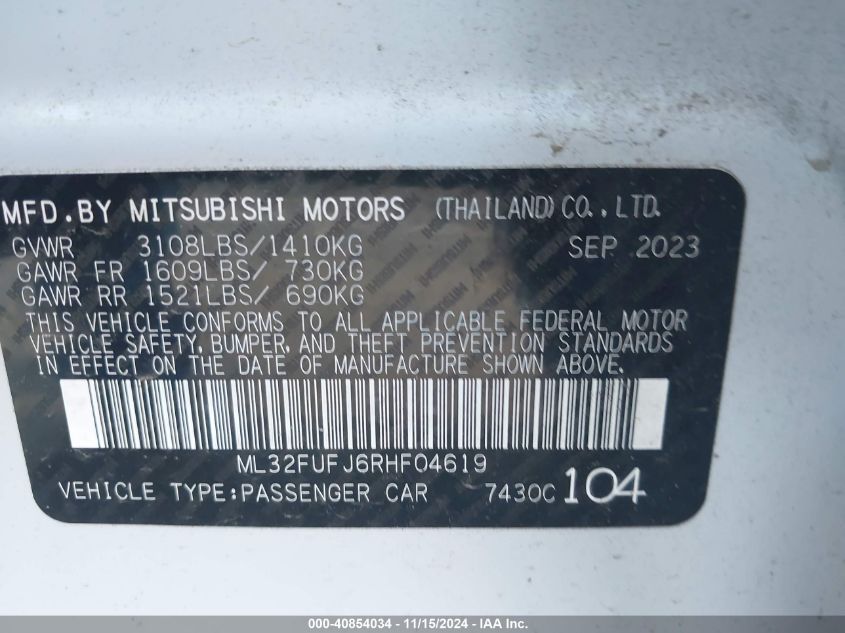 MFD.BY MITSUBISHI MOTORS (THAILAND) CO.,LTD.
GVWR 3108LBS/1410KG SEP 2023
GAWR FR 1609LBS/ 730KG
GAWR RR 1521LBS/ 690KG
THIS VEHICLE CONFORMS TO ALL APPLICABLE FEDERAL MOTOR
VEHICLE SAFETY, BUMPER, AND THEFT PREVENTION STANDARDS
IN EFFECT ON THE DATE OF MANUFACTURE SHOWN ABOVE.
ML32FUFJ6RHF04619
VEHICLE TYPE:PASSENGER CAR 7430C 104
000-40854034 - 11/15/2024 - IAA Inc.